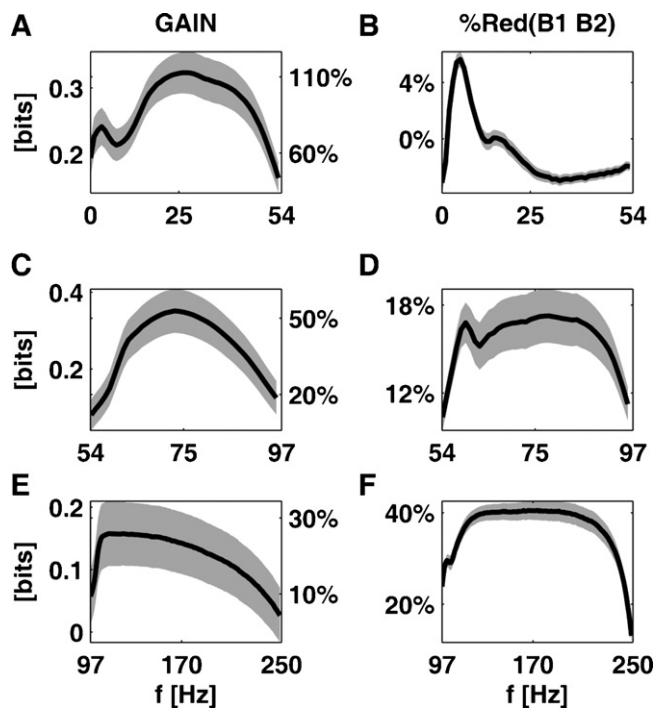 A GAIN B %Red(B1 B2)
0.3 110% 4%
[bits] 0%
0.2 60%
0 25 54 0 25 54
C D
0.4 18%
50%
[bits] 0.2
20% 12%
54 75 97 54 75 97
E F
0.2 30% 40%
[bits] 0.1
10% 20%
0
97 170 250 97 170 250
f [Hz] f [Hz]